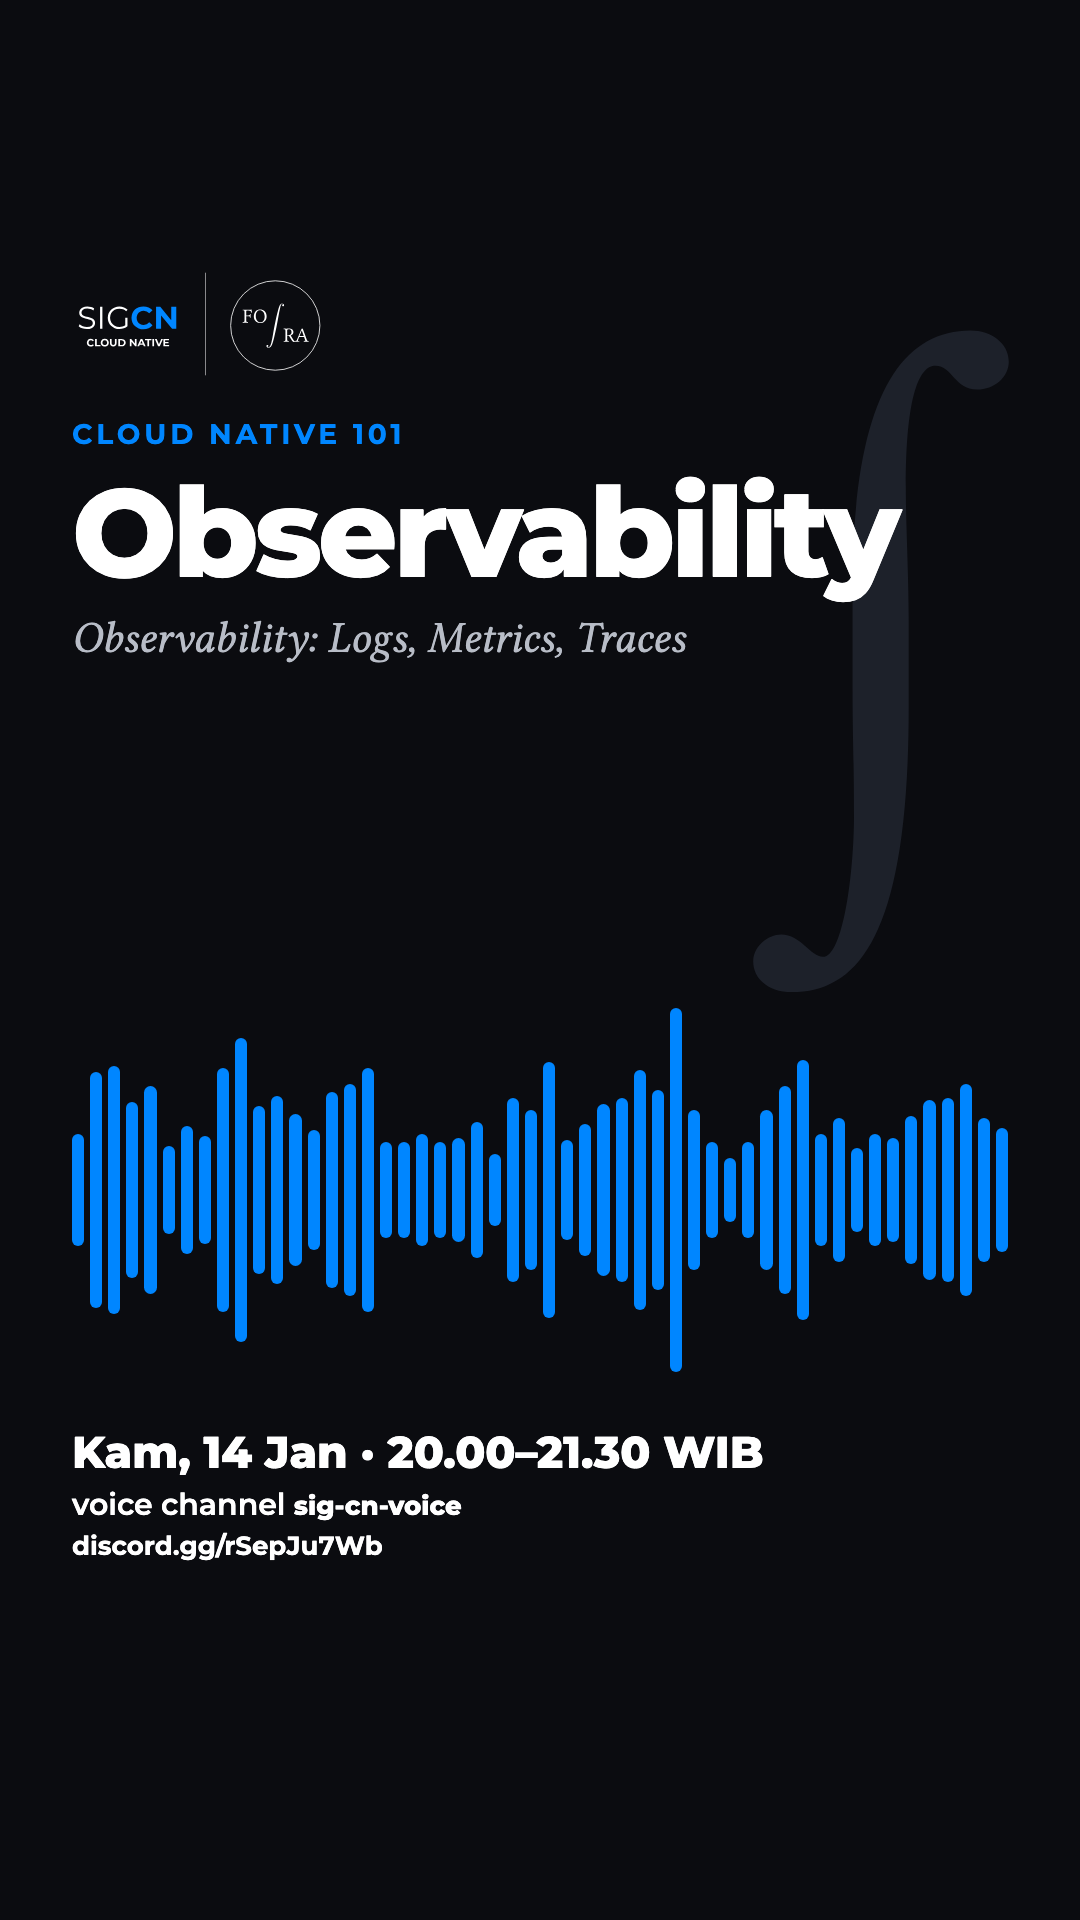 SIGCN
CLOUD NATIVE
FO∫RA
CLOUD NATIVE 101
Observability
Observability: Logs, Metrics, Traces
Kam, 14 Jan • 20.00–21.30 WIB
voice channel sig-cn-voice
discord.gg/rSepJu7Wb